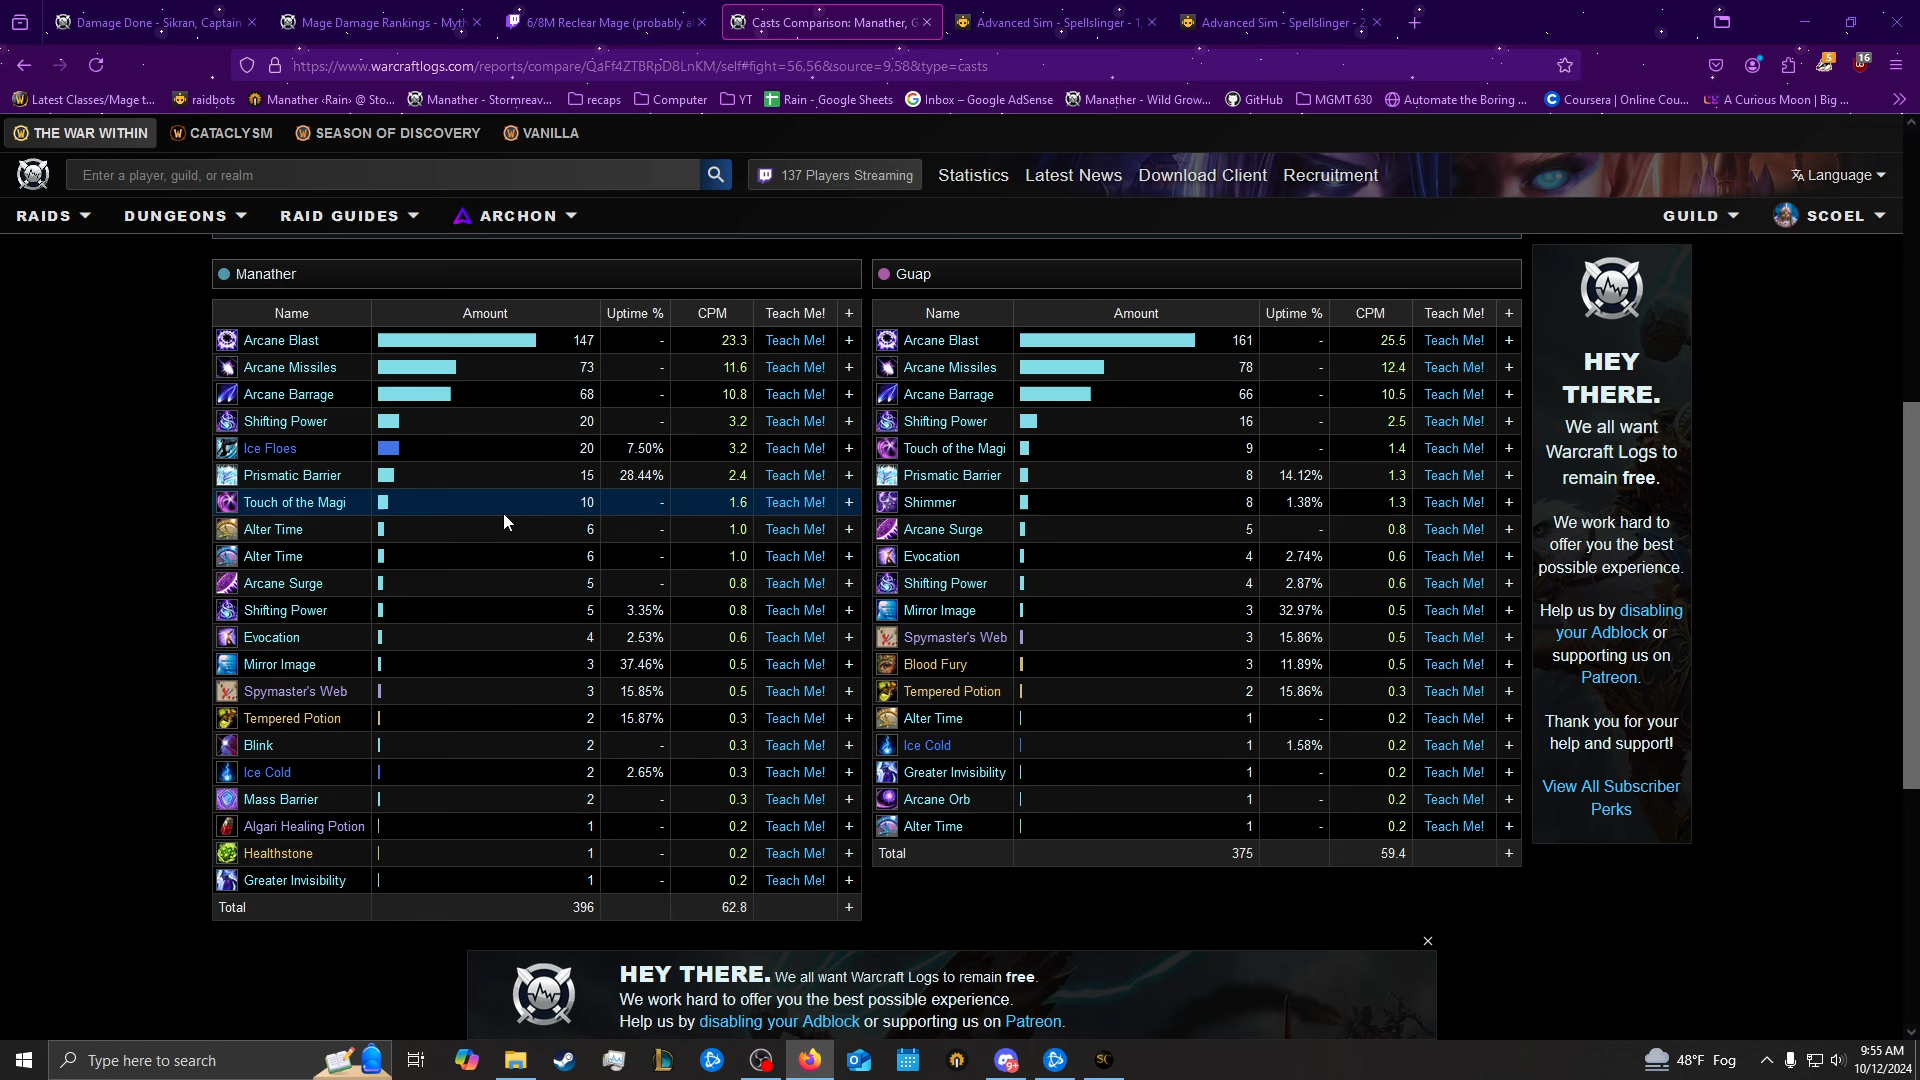 Damage Done - Sikran, Captain
Mage Damage Rankings - Myth
6/8M Reclear Mage (probably a
Casts Comparison: Manather, G
Advanced Sim - Spellslinger - 1
Advanced Sim - Spellslinger - 2
https://www.warcraftlogs.com/reports/compare/QaFf4ZTBRpD8LnKM/self#fight=56,56&source=9,58&type=casts
5
16
Latest Classes/Mage t...
raidbots
Manather ‹Rain› @ Sto...
Manather - Stormreav...
recaps
Computer
YT
Rain - Google Sheets
Inbox – Google AdSense
Manather - Wild Grow...
GitHub
MGMT 630
Automate the Boring ...
Coursera | Online Cou...
A Curious Moon | Big ...
THE WAR WITHIN
CATACLYSM
SEASON OF DISCOVERY
VANILLA
Enter a player, guild, or realm
137 Players Streaming
Statistics
Latest News
Download Client
Recruitment
Language
RAIDS
DUNGEONS
RAID GUIDES
ARCHON
GUILD
SCOEL
Manather
Name Amount Uptime % CPM Teach Me! +
Arcane Blast 147 - 23.3 Teach Me! +
Arcane Missiles 73 - 11.6 Teach Me! +
Arcane Barrage 68 - 10.8 Teach Me! +
Shifting Power 20 - 3.2 Teach Me! +
Ice Floes 20 7.50% 3.2 Teach Me! +
Prismatic Barrier 15 28.44% 2.4 Teach Me! +
Touch of the Magi 10 - 1.6 Teach Me! +
Alter Time 6 - 1.0 Teach Me! +
Alter Time 6 - 1.0 Teach Me! +
Arcane Surge 5 - 0.8 Teach Me! +
Shifting Power 5 3.35% 0.8 Teach Me! +
Evocation 4 2.53% 0.6 Teach Me! +
Mirror Image 3 37.46% 0.5 Teach Me! +
Spymaster's Web 3 15.85% 0.5 Teach Me! +
Tempered Potion 2 15.87% 0.3 Teach Me! +
Blink 2 - 0.3 Teach Me! +
Ice Cold 2 2.65% 0.3 Teach Me! +
Mass Barrier 2 - 0.3 Teach Me! +
Algari Healing Potion 1 - 0.2 Teach Me! +
Healthstone 1 - 0.2 Teach Me! +
Greater Invisibility 1 - 0.2 Teach Me! +
Total 396 62.8 +
Guap
Name Amount Uptime % CPM Teach Me! +
Arcane Blast 161 - 25.5 Teach Me! +
Arcane Missiles 78 - 12.4 Teach Me! +
Arcane Barrage 66 - 10.5 Teach Me! +
Shifting Power 16 - 2.5 Teach Me! +
Touch of the Magi 9 - 1.4 Teach Me! +
Prismatic Barrier 8 14.12% 1.3 Teach Me! +
Shimmer 8 1.38% 1.3 Teach Me! +
Arcane Surge 5 - 0.8 Teach Me! +
Evocation 4 2.74% 0.6 Teach Me! +
Shifting Power 4 2.87% 0.6 Teach Me! +
Mirror Image 3 32.97% 0.5 Teach Me! +
Spymaster's Web 3 15.86% 0.5 Teach Me! +
Blood Fury 3 11.89% 0.5 Teach Me! +
Tempered Potion 2 15.86% 0.3 Teach Me! +
Alter Time 1 - 0.2 Teach Me! +
Ice Cold 1 1.58% 0.2 Teach Me! +
Greater Invisibility 1 - 0.2 Teach Me! +
Arcane Orb 1 - 0.2 Teach Me! +
Alter Time 1 - 0.2 Teach Me! +
Total 375 59.4 +
HEY
THERE.
We all want
Warcraft Logs to
remain free.
We work hard to
offer you the best
possible experience.
Help us by disabling
your Adblock or
supporting us on
Patreon.
Thank you for your
help and support!
View All Subscriber
Perks
HEY THERE. We all want Warcraft Logs to remain free.
We work hard to offer you the best possible experience.
Help us by disabling your Adblock or supporting us on Patreon.
Type here to search
9+
SC
48°F Fog
9:55 AM
10/12/2024